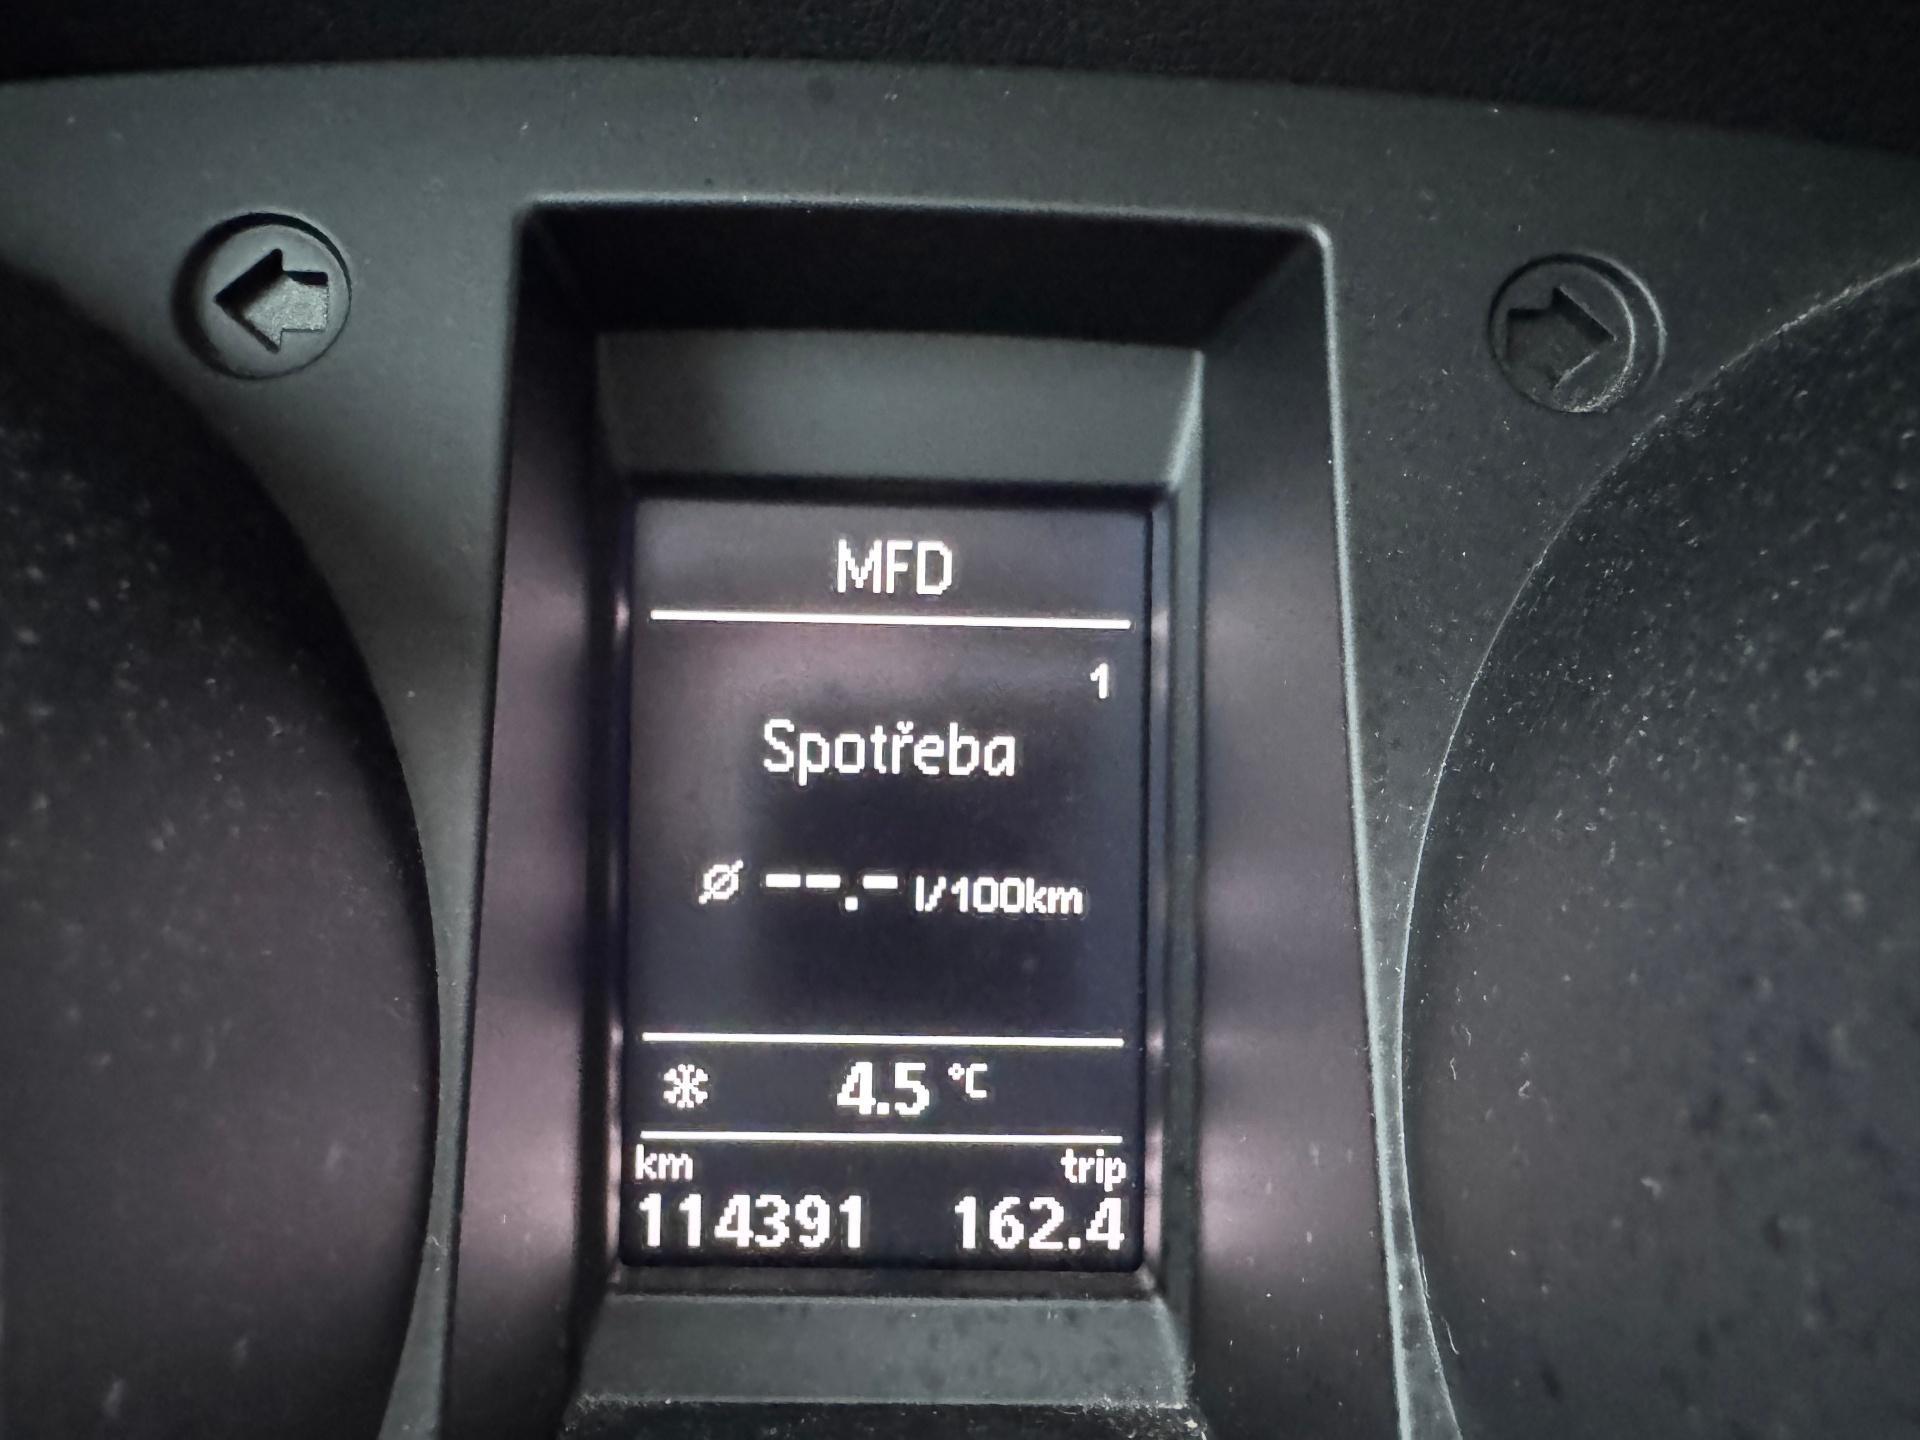 MFD
1
Spotřeba
Ø --.- l/100km
4.5 °C
km trip
114391 162.4